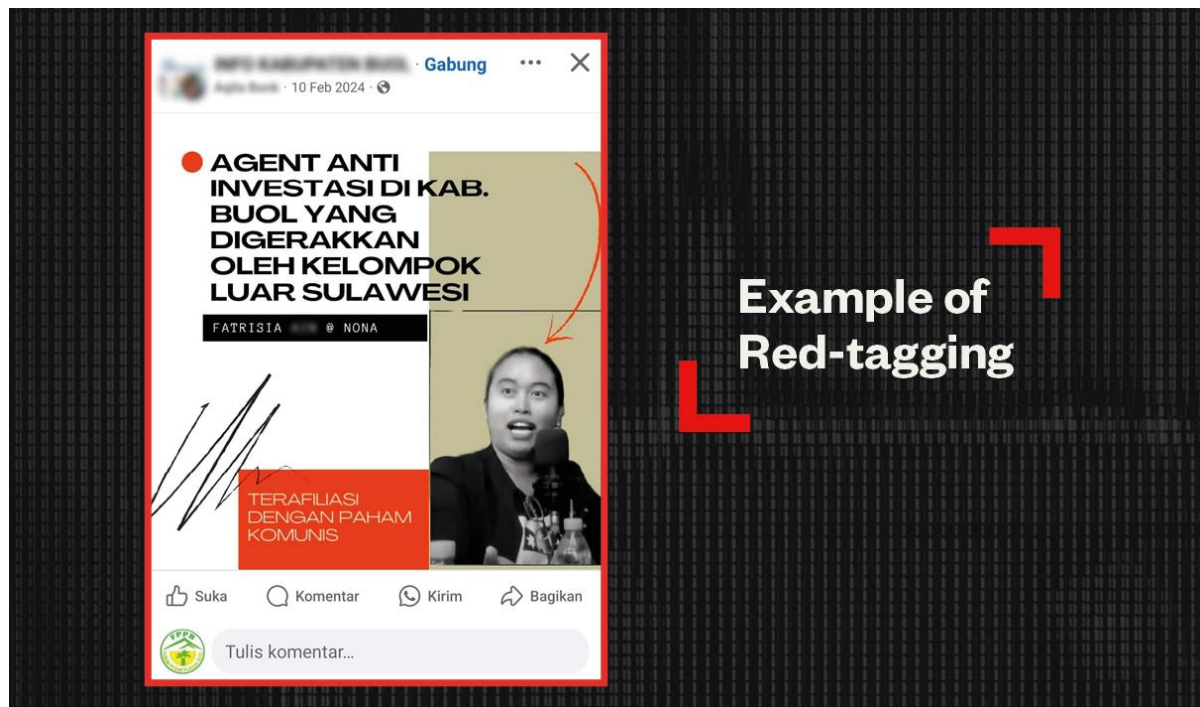 Gabung
10 Feb 2024
AGENT ANTI
INVESTASI DI KAB.
BUOL YANG
DIGERAKKAN
OLEH KELOMPOK
LUAR SULAWESI
FATRISIA @ NONA
TERAFILIASI
DENGAN PAHAM
KOMUNIS
Suka Komentar Kirim Bagikan
FPPB
Tulis komentar...
Example of
Red-tagging